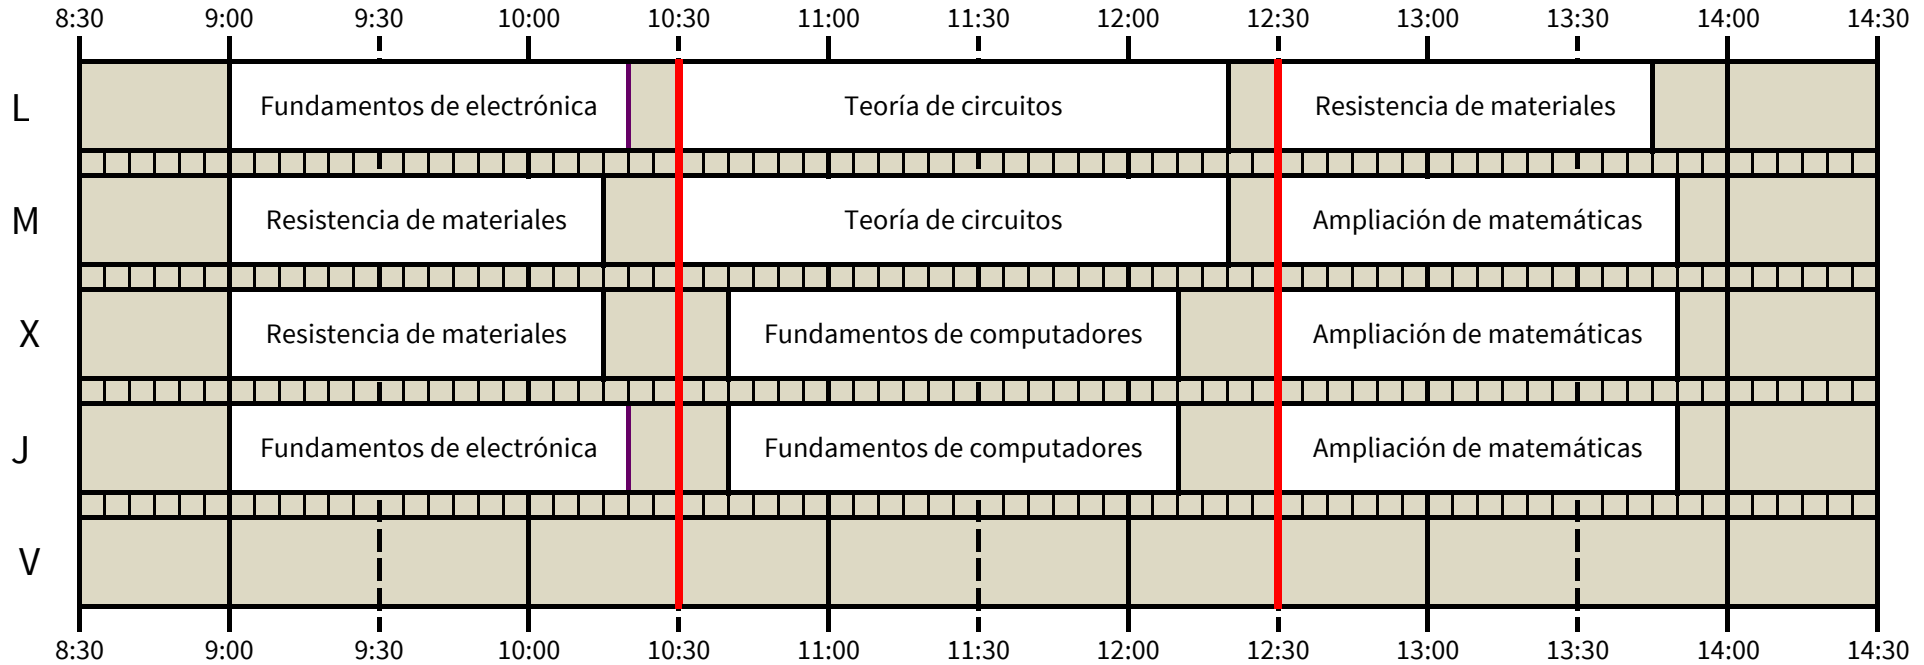 8:30 9:00 9:30 10:00 10:30 11:00 11:30 12:00 12:30 13:00 13:30 14:00 14:30
L Fundamentos de electrónica Teoría de circuitos Resistencia de materiales
M Resistencia de materiales Teoría de circuitos Ampliación de matemáticas
X Resistencia de materiales Fundamentos de computadores Ampliación de matemáticas
J Fundamentos de electrónica Fundamentos de computadores Ampliación de matemáticas
V
8:30 9:00 9:30 10:00 10:30 11:00 11:30 12:00 12:30 13:00 13:30 14:00 14:30